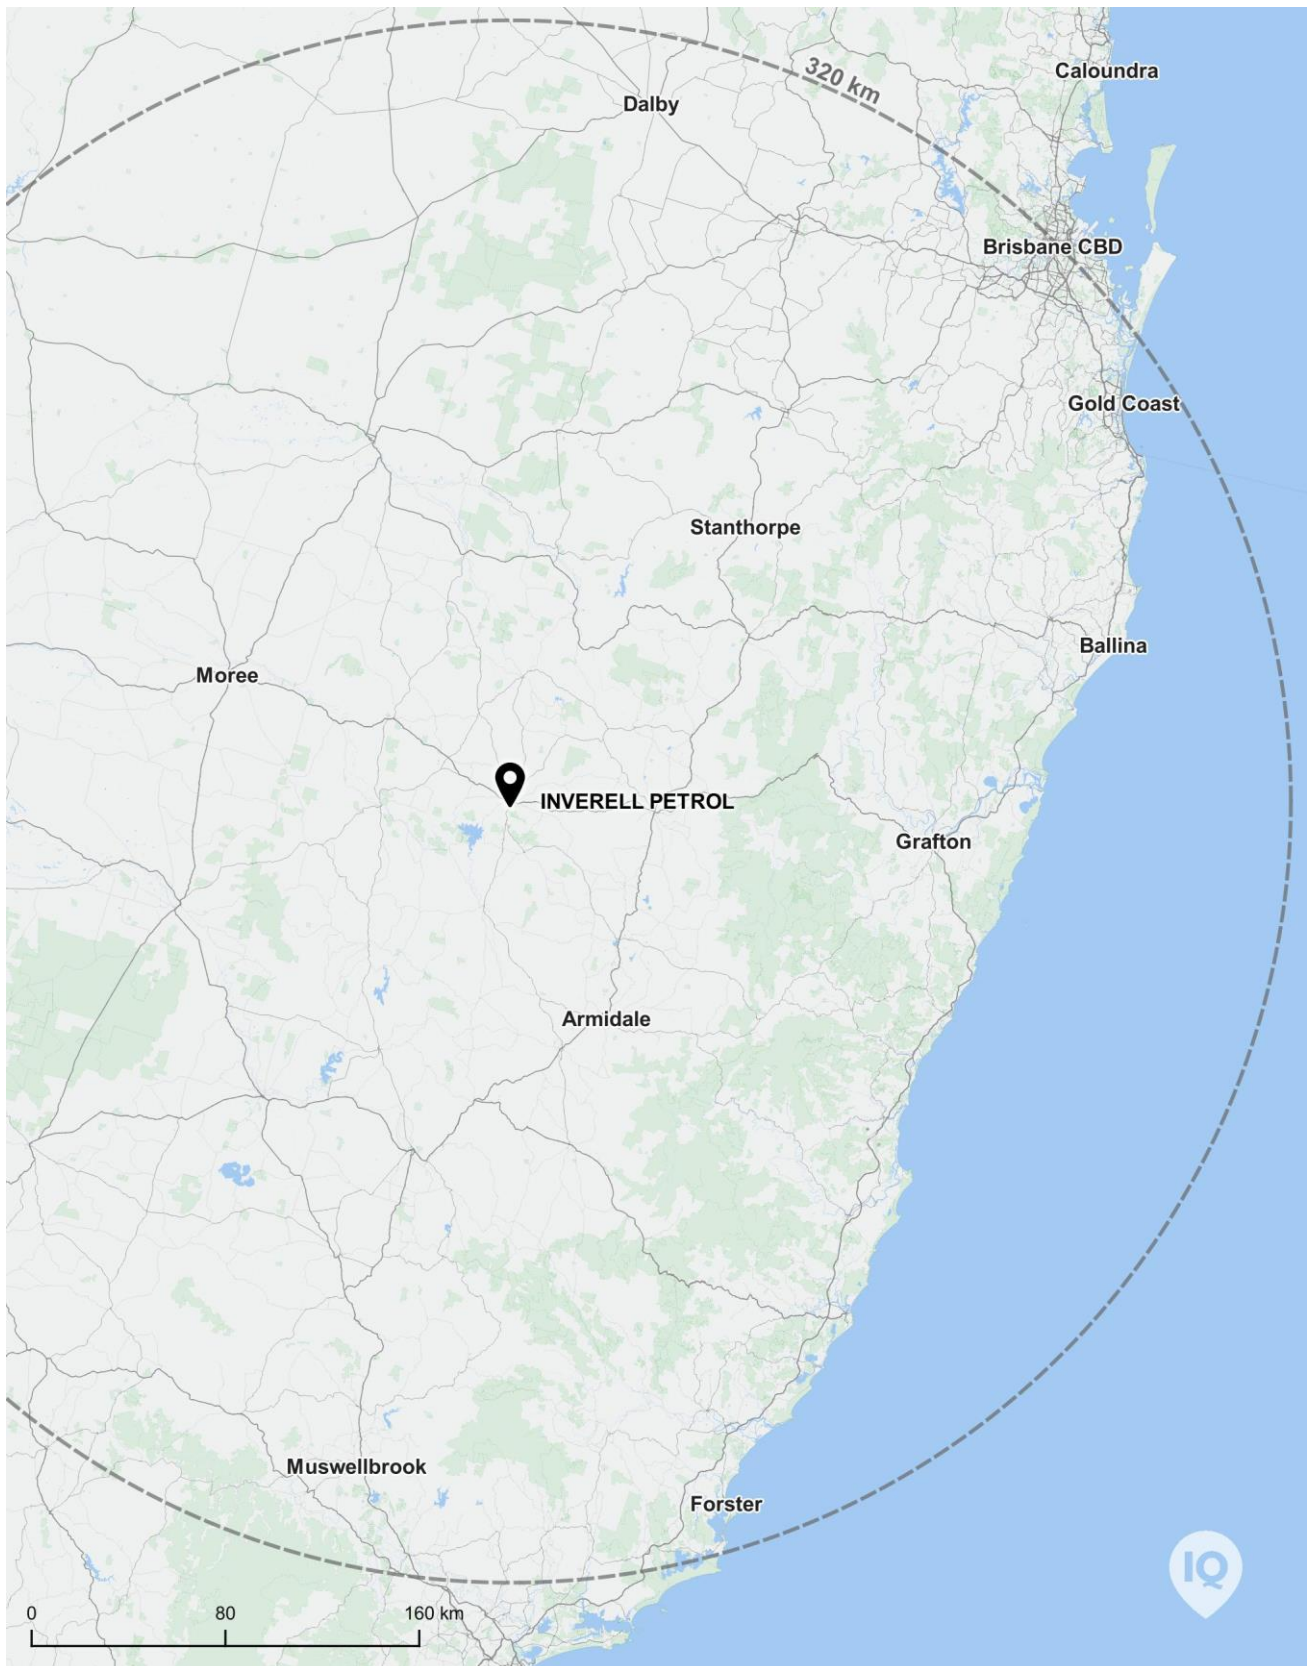 Caloundra
320 km
Dalby
Brisbane CBD
Gold Coast
Stanthorpe
Ballina
Moree
INVERELL PETROL
Grafton
Armidale
Muswellbrook
Forster
IQ
0 80 160 km